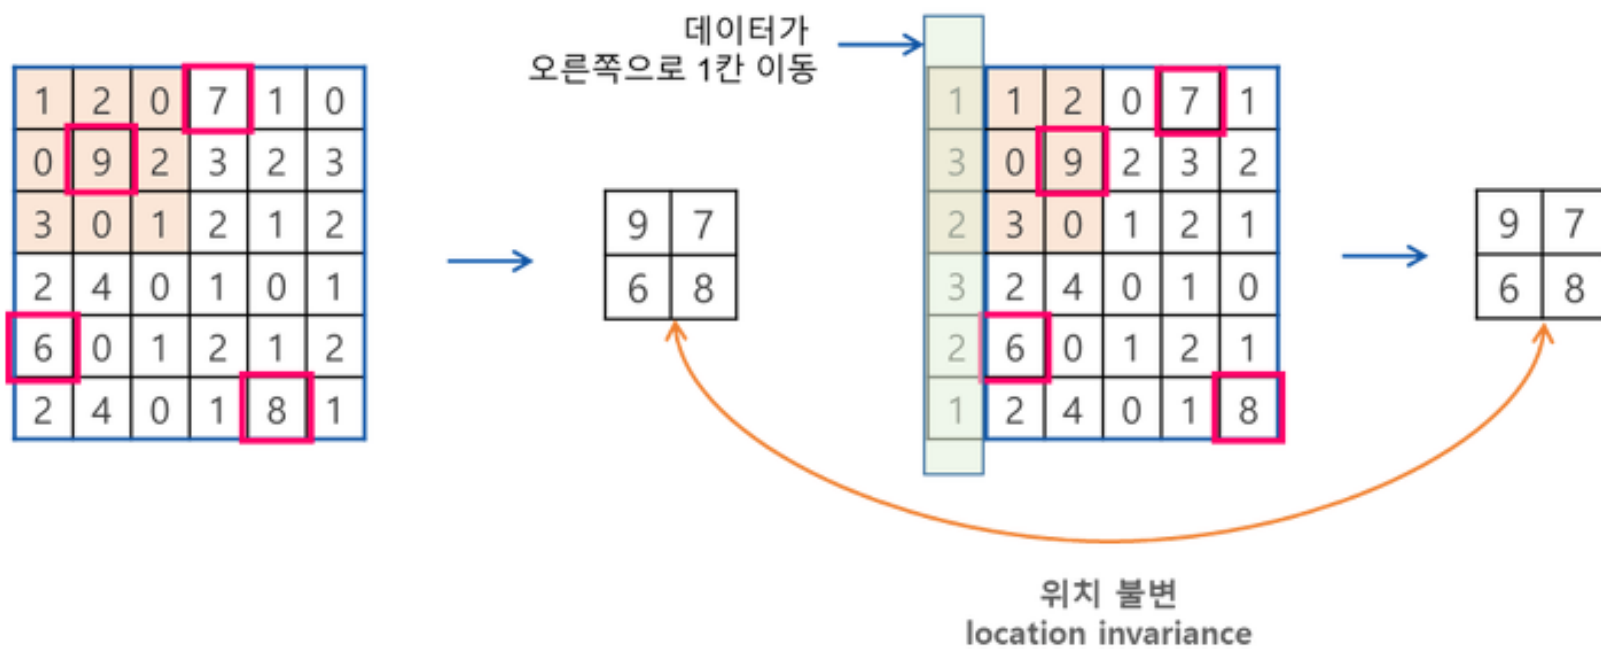 데이터가
오른쪽으로 1칸 이동
1 2 0 7 1 0
0 9 2 3 2 3
3 0 1 2 1 2
2 4 0 1 0 1
6 0 1 2 1 2
2 4 0 1 8 1
9 7
6 8
1 1 2 0 7 1
3 0 9 2 3 2
2 3 0 1 2 1
3 2 4 0 1 0
2 6 0 1 2 1
1 2 4 0 1 8
9 7
6 8
위치 불변
location invariance